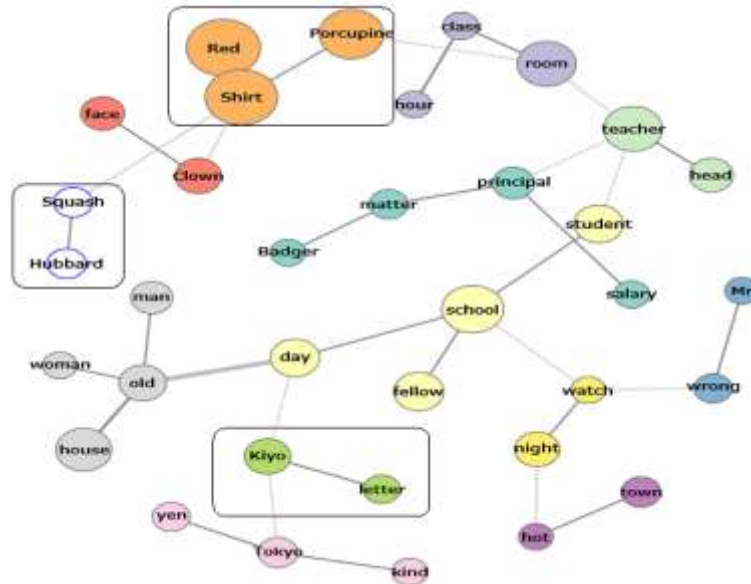 class
Porcupine
Red
room
Shirt
hour
face
teacher
Clown
principal
head
Squash
matter
student
Badger
Hubbard
man
salary
Mr
school
woman
day
old
fellow
watch
wrong
house
night
Kiyo
letter
town
yen
hot
Tokyo
kind